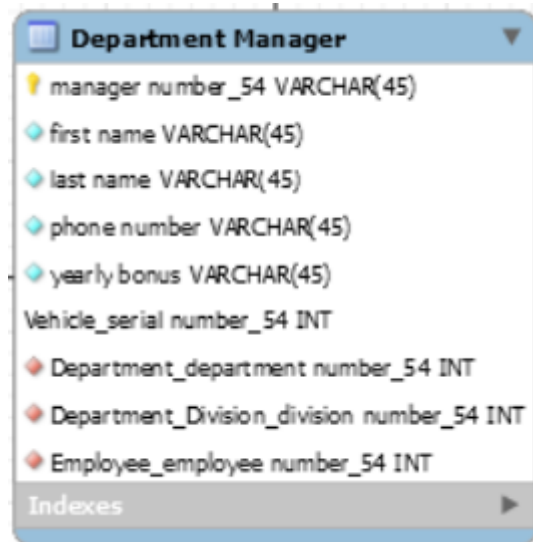 Department Manager
manager number_54 VARCHAR(45)
first name VARCHAR(45)
last name VARCHAR(45)
phone number VARCHAR(45)
yearly bonus VARCHAR(45)
Vehicle_serial number_54 INT
Department_department number_54 INT
Department_Division_division number_54 INT
Employee_employee number_54 INT
Indexes